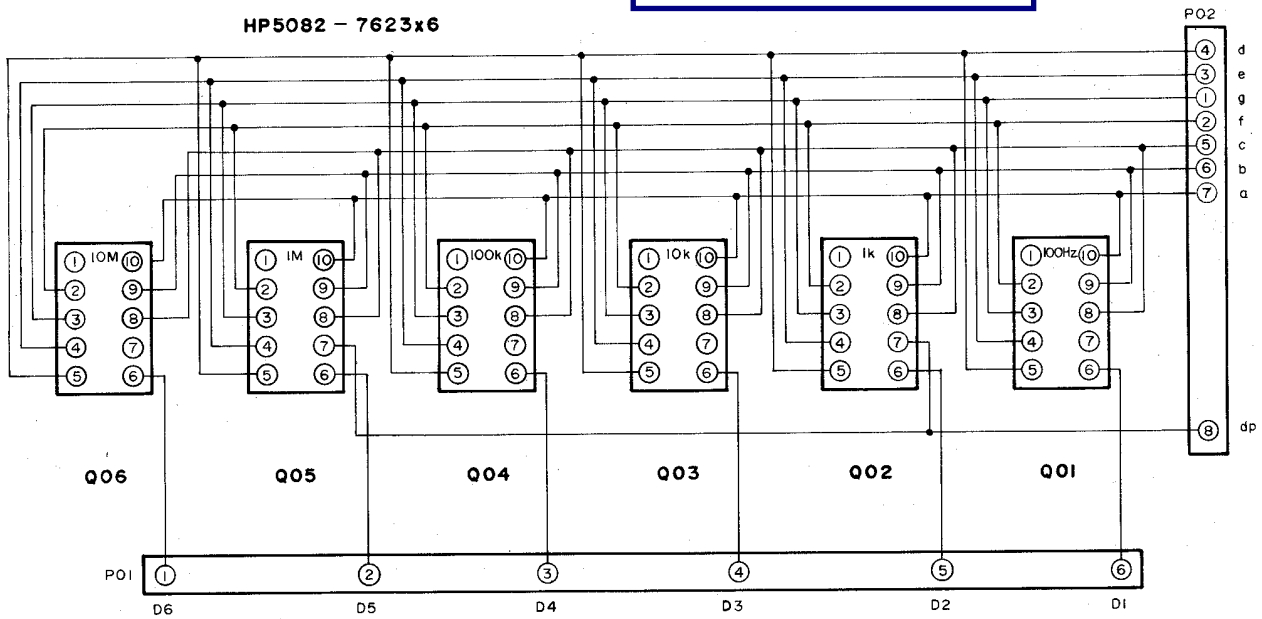 HP5082-7623x6
P02
④ d
③ e
① g
② f
⑤ c
⑥ b
⑦ a
① 10M ⑩
② ⑨
③ ⑧
④ ⑦
⑤ ⑥
① 1M ⑩
② ⑨
③ ⑧
④ ⑦
⑤ ⑥
① 100k ⑩
② ⑨
③ ⑧
④ ⑦
⑤ ⑥
① 10k ⑩
② ⑨
③ ⑧
④ ⑦
⑤ ⑥
① 1k ⑩
② ⑨
③ ⑧
④ ⑦
⑤ ⑥
① 100Hz ⑩
② ⑨
③ ⑧
④ ⑦
⑤ ⑥
⑧ dp
Q06 Q05 Q04 Q03 Q02 Q01
P01 ① ② ③ ④ ⑤ ⑥
D6 D5 D4 D3 D2 D1